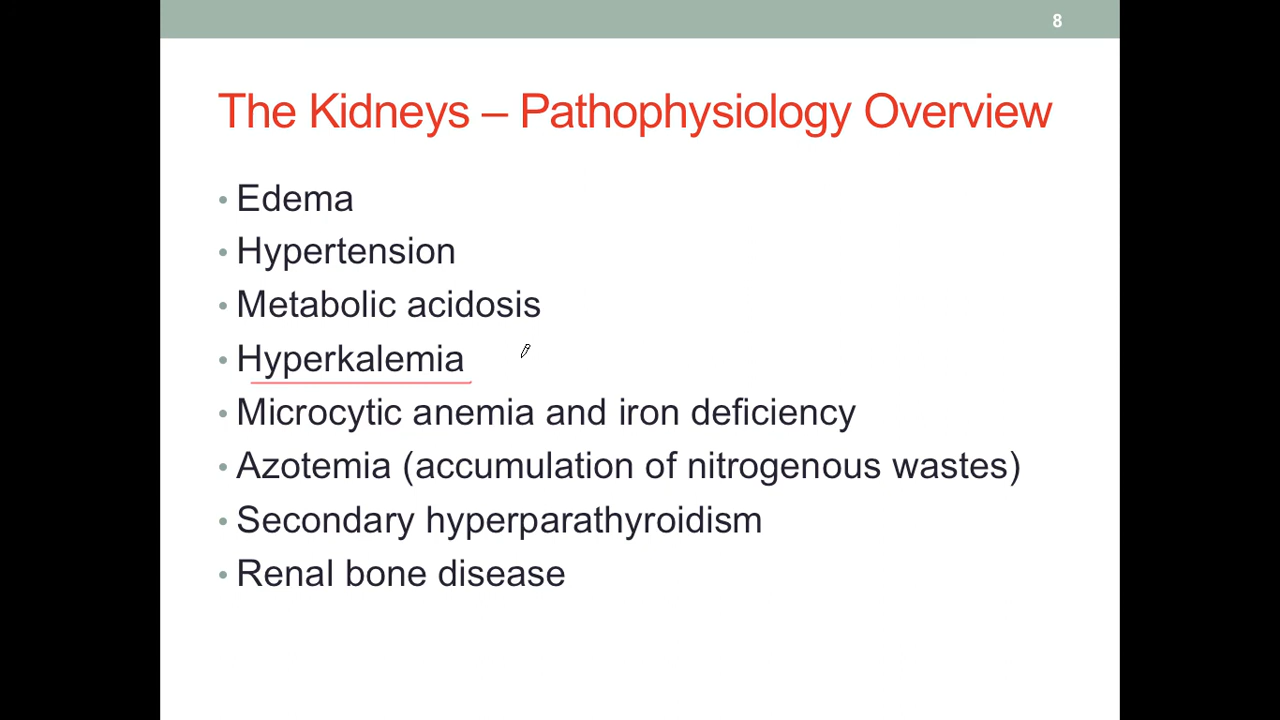 8
The Kidneys – Pathophysiology Overview
• Edema
• Hypertension
• Metabolic acidosis
• Hyperkalemia
• Microcytic anemia and iron deficiency
• Azotemia (accumulation of nitrogenous wastes)
• Secondary hyperparathyroidism
• Renal bone disease